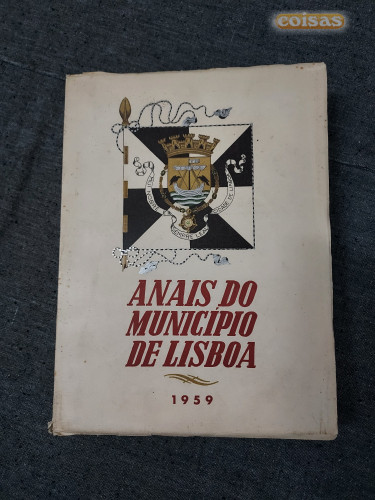 coisas
ANAIS DO
MUNICÍPIO
DE LISBOA
1959